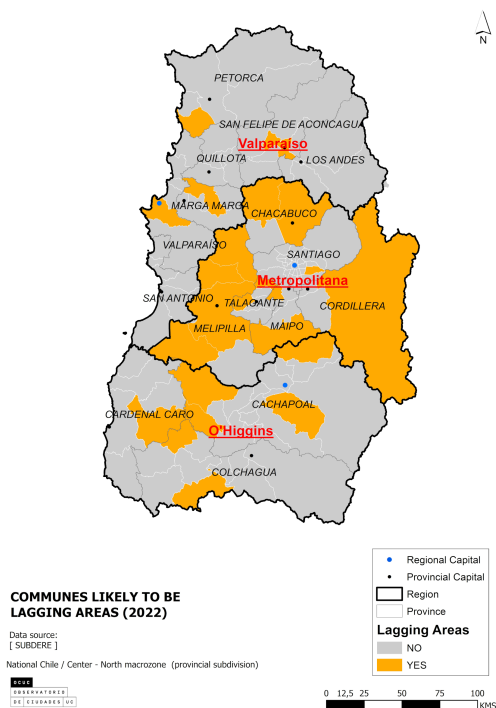 N
PETORCA
SAN FELIPE DE ACONCAGUA
Valparaíso
QUILLOTA
LOS ANDES
MARGA MARGA
CHACABUCO
VALPARAÍSO
SANTIAGO
Metropolitana
SAN ANTONIO
TALAGANTE
CORDILLERA
MELIPILLA
MAIPO
CARDENAL CARO
CACHAPOAL
O'Higgins
COLCHAGUA
COMMUNES LIKELY TO BE
LAGGING AREAS (2022)
Data source:
[ SUBDERE ]
National Chile / Center - North macrozone (provincial subdivision)
OCUC
OBSERVATORIO
DE CIUDADES UC
Regional Capital
Provincial Capital
Region
Province
Lagging Areas
NO
YES
0 12,5 25 50 75 100
KMS